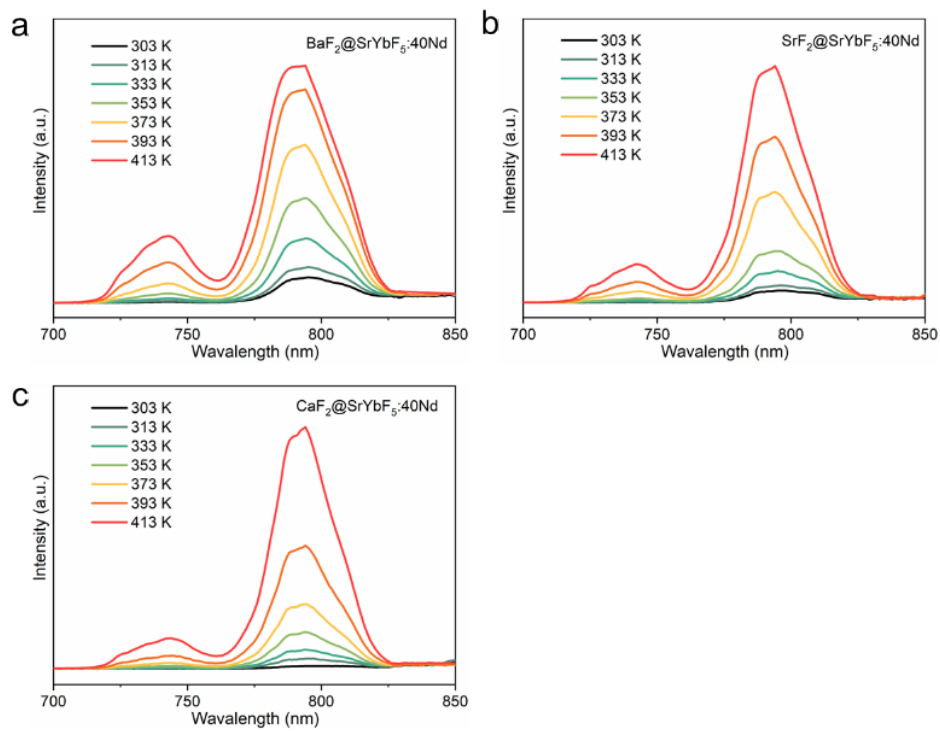 a
BaF₂@SrYbF₅:40Nd
303 K
313 K
333 K
353 K
373 K
393 K
413 K
Intensity (a.u.)
700 750 800 850
Wavelength (nm)
b
SrF₂@SrYbF₅:40Nd
303 K
313 K
333 K
353 K
373 K
393 K
413 K
Intensity (a.u.)
700 750 800 850
Wavelength (nm)
c
CaF₂@SrYbF₅:40Nd
303 K
313 K
333 K
353 K
373 K
393 K
413 K
Intensity (a.u.)
700 750 800 850
Wavelength (nm)